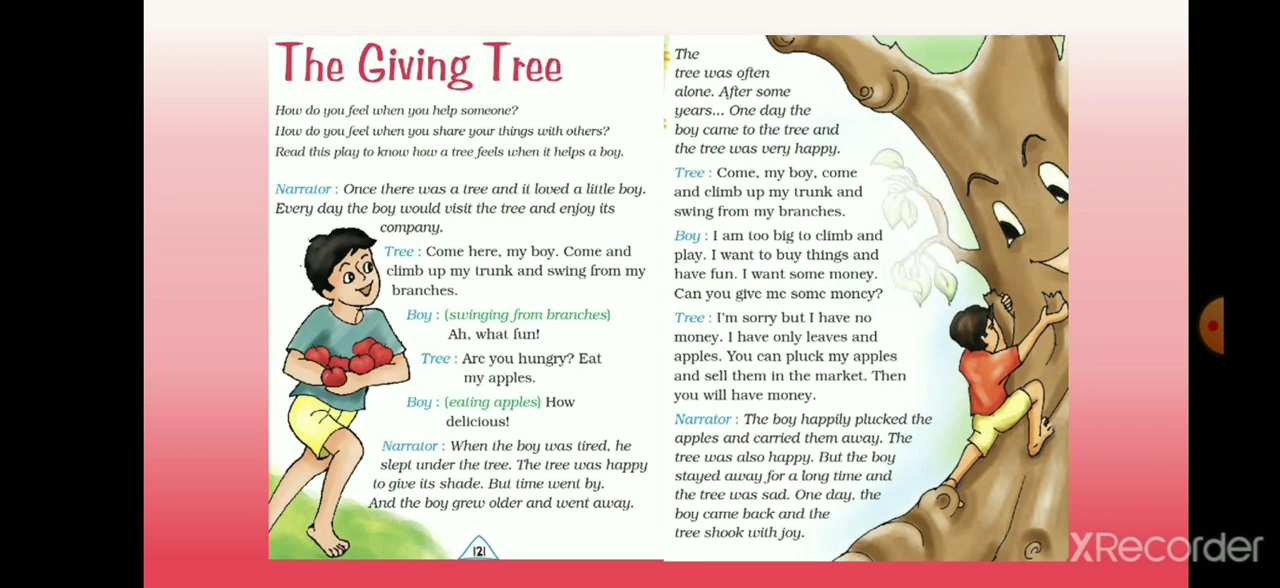 The Giving Tree
How do you feel when you help someone?
How do you feel when you share your things with others?
Read this play to know how a tree feels when it helps a boy.
Narrator : Once there was a tree and it loved a little boy.
Every day the boy would visit the tree and enjoy its
company.
Tree : Come here, my boy. Come and
climb up my trunk and swing from my
branches.
Boy : (swinging from branches)
Ah, what fun!
Tree : Are you hungry? Eat
my apples.
Boy : (eating apples) How
delicious!
Narrator : When the boy was tired, he
slept under the tree. The tree was happy
to give its shade. But time went by.
And the boy grew older and went away.
121
The
tree was often
alone. After some
years... One day the
boy came to the tree and
the tree was very happy.
Tree : Come, my boy, come
and climb up my trunk and
swing from my branches.
Boy : I am too big to climb and
play. I want to buy things and
have fun. I want some money.
Can you give me some money?
Tree : I'm sorry but I have no
money. I have only leaves and
apples. You can pluck my apples
and sell them in the market. Then
you will have money.
Narrator : The boy happily plucked the
apples and carried them away. The
tree was also happy. But the boy
stayed away for a long time and
the tree was sad. One day, the
boy came back and the
tree shook with joy.
XRecorder